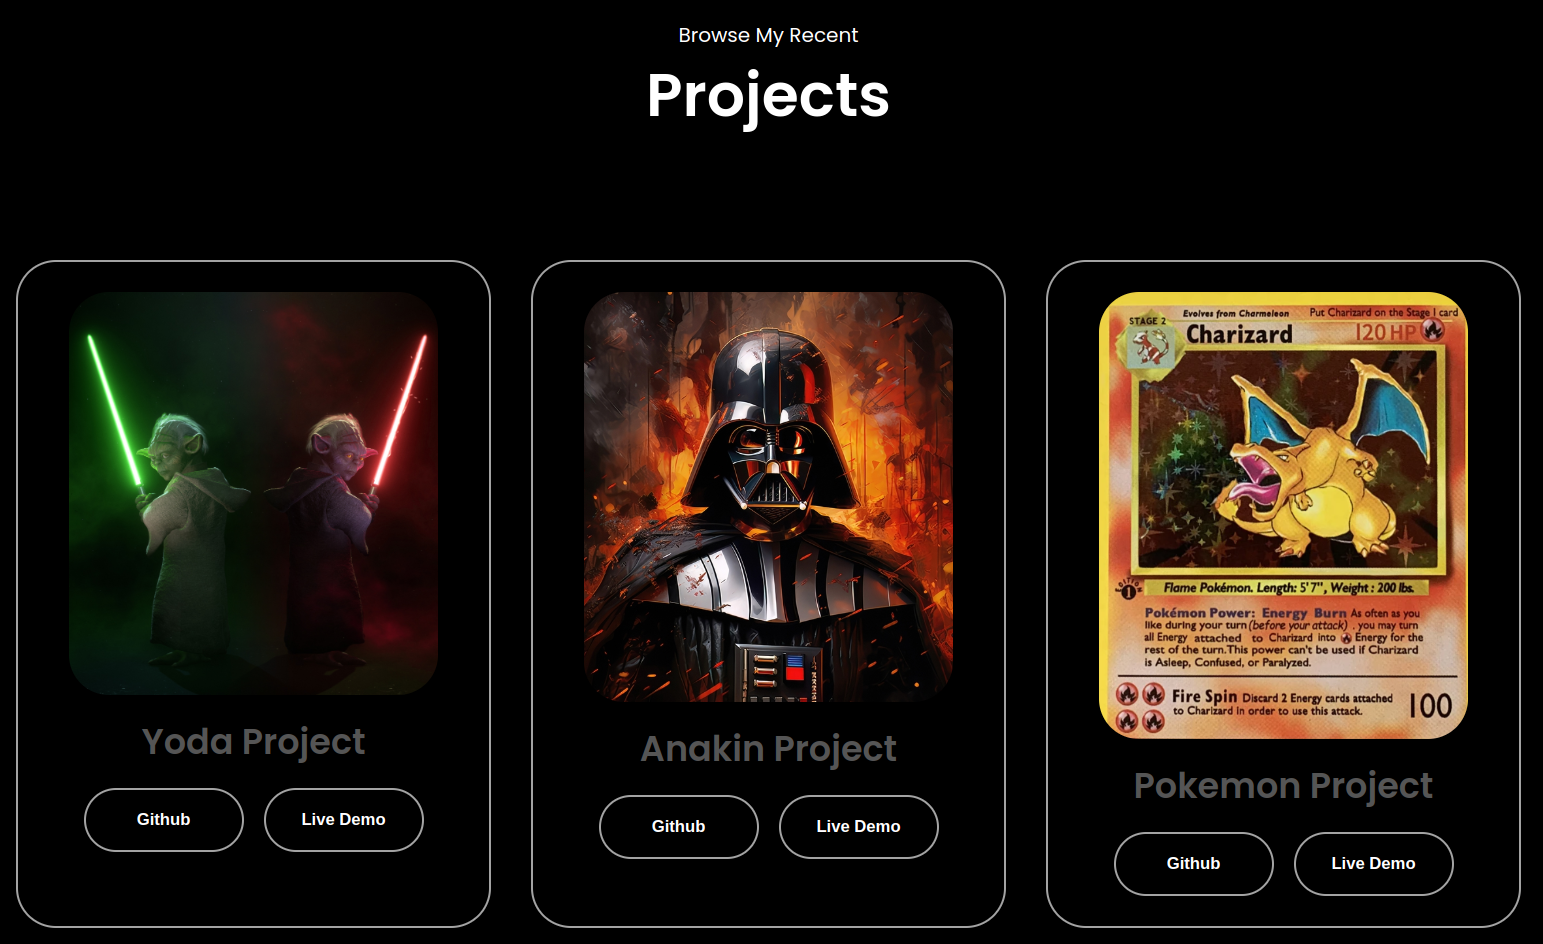 Browse My Recent
Projects
Yoda Project
Github
Live Demo
Anakin Project
Github
Live Demo
Evolves from Charmeleon
Put Charizard on the Stage 1 card
STAGE 2
Charizard
120 HP
EDITION
1
Flame Pokémon. Length: 5'7", Weight: 200 lbs.
Pokémon Power: Energy Burn As often as you
like during your turn (before your attack), you may turn
all Energy attached to Charizard into Energy for the
rest of the turn. This power can't be used if Charizard
is Asleep, Confused, or Paralyzed.
Fire Spin Discard 2 Energy cards attached
to Charizard in order to use this attack.
100
Pokemon Project
Github
Live Demo